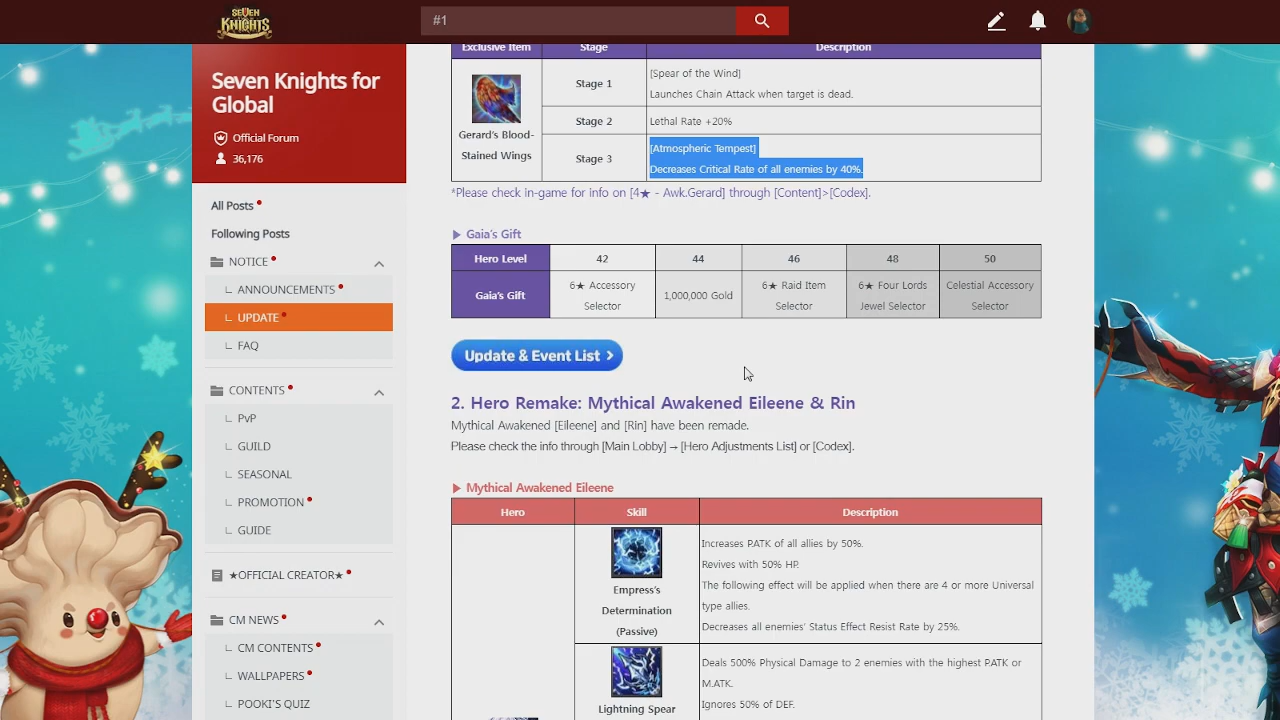 SEVEN
KNIGHTS
#1
Seven Knights for
Global
Official Forum
36,176
All Posts
Following Posts
NOTICE
ANNOUNCEMENTS
UPDATE
FAQ
CONTENTS
PvP
GUILD
SEASONAL
PROMOTION
GUIDE
★OFFICIAL CREATOR★
CM NEWS
CM CONTENTS
WALLPAPERS
POOKI'S QUIZ
Exclusive Item Stage Description
Gerard's Blood-
Stained Wings
Stage 1
[Spear of the Wind]
Launches Chain Attack when target is dead.
Stage 2
Lethal Rate +20%
Stage 3
[Atmospheric Tempest]
Decreases Critical Rate of all enemies by 40%.
*Please check in-game for info on [4★ - Awk.Gerard] through [Content]>[Codex].
▶ Gaia's Gift
Hero Level 42 44 46 48 50
Gaia's Gift
6★ Accessory
Selector
1,000,000 Gold
6★ Raid Item
Selector
6★ Four Lords
Jewel Selector
Celestial Accessory
Selector
Update & Event List >
2. Hero Remake: Mythical Awakened Eileene & Rin
Mythical Awakened [Eileene] and [Rin] have been remade.
Please check the info through [Main Lobby] → [Hero Adjustments List] or [Codex].
▶ Mythical Awakened Eileene
Hero Skill Description
Empress's
Determination
(Passive)
Increases P.ATK of all allies by 50%.
Revives with 50% HP.
The following effect will be applied when there are 4 or more Universal
type allies.
Decreases all enemies' Status Effect Resist Rate by 25%.
Lightning Spear
Deals 500% Physical Damage to 2 enemies with the highest P.ATK or
M.ATK.
Ignores 50% of DEF.